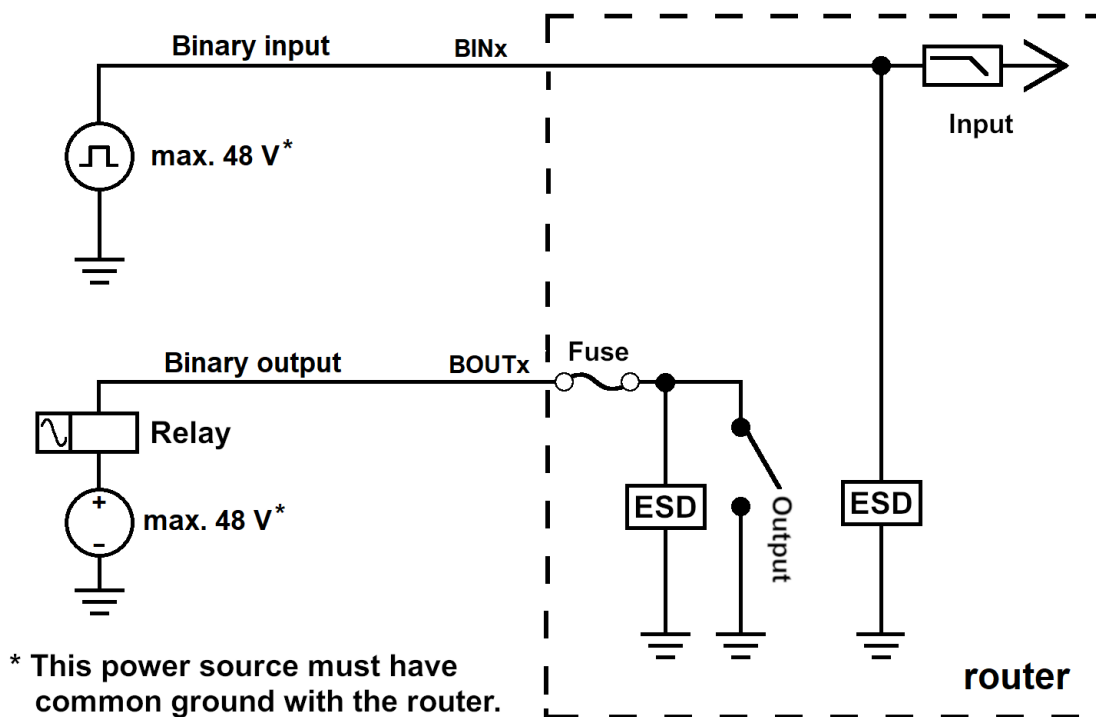 Binary input
BINx
max. 48 V*
Input
Binary output
BOUTx
Fuse
Relay
+
max. 48 V*
−
ESD
Output
ESD
* This power source must have
common ground with the router.
router